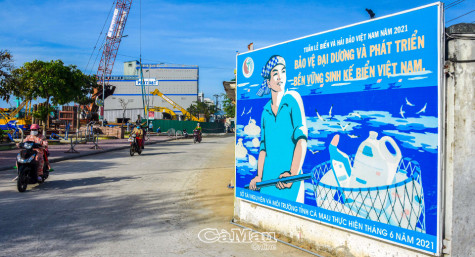 TUẦN LỄ BIỂN VÀ HẢI ĐẢO VIỆT NAM NĂM 2021
BẢO VỆ ĐẠI DƯƠNG VÀ PHÁT TRIỂN
BỀN VỮNG SINH KẾ BIỂN VIỆT NAM
SỞ TÀI NGUYÊN VÀ MÔI TRƯỜNG TỈNH CÀ MAU THỰC HIỆN THÁNG 6 NĂM 2021
CàMau